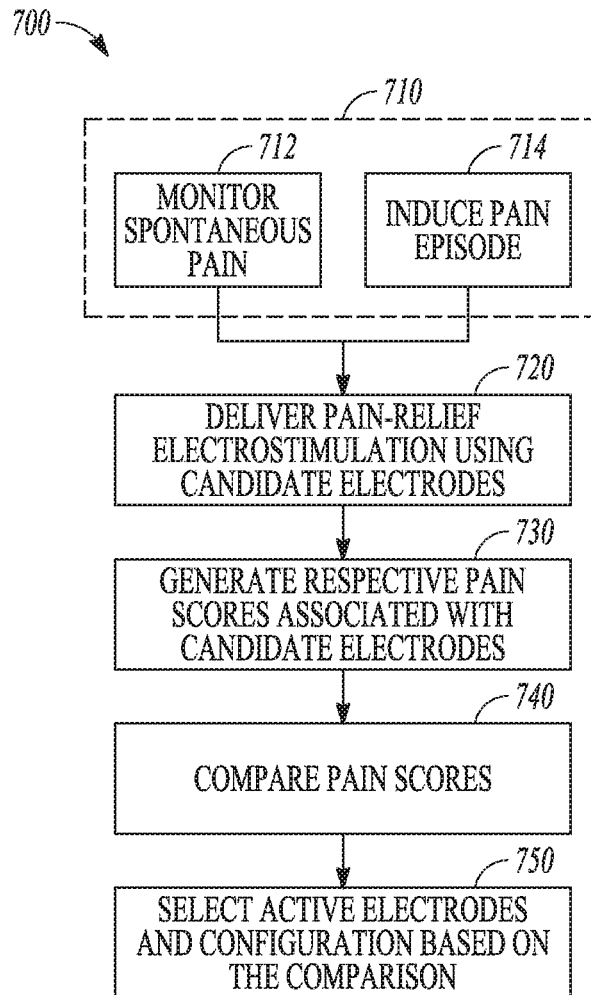 700
710
712
714
MONITOR
SPONTANEOUS
PAIN
INDUCE PAIN
EPISODE
720
DELIVER PAIN-RELIEF
ELECTROSTIMULATION USING
CANDIDATE ELECTRODES
730
GENERATE RESPECTIVE PAIN
SCORES ASSOCIATED WITH
CANDIDATE ELECTRODES
740
COMPARE PAIN SCORES
750
SELECT ACTIVE ELECTRODES
AND CONFIGURATION BASED ON
THE COMPARISON